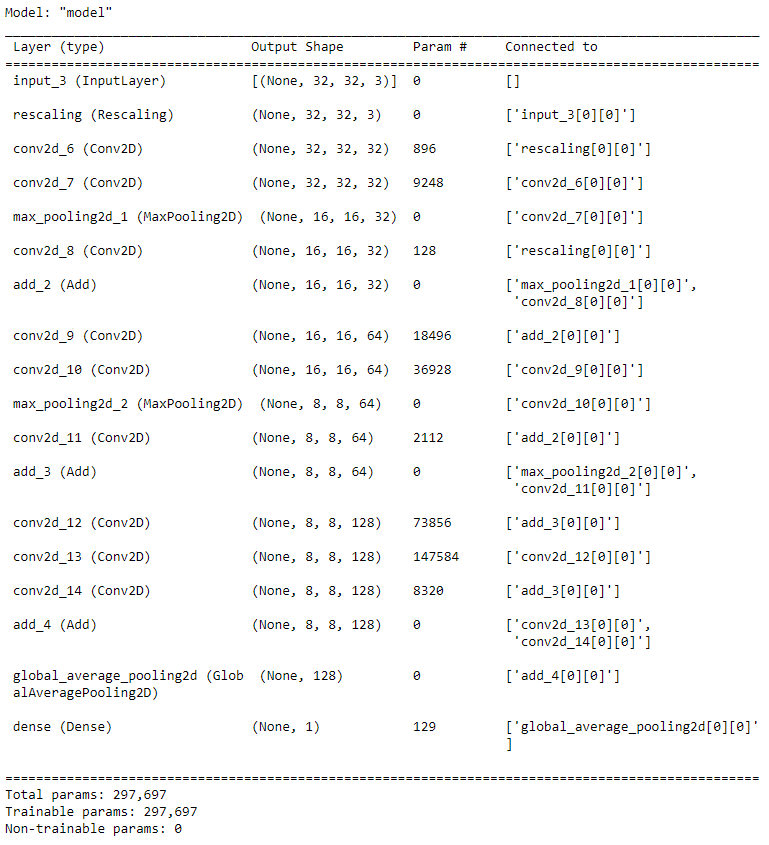 Model: "model"
Layer (type) Output Shape Param # Connected to
input_3 (InputLayer) [(None, 32, 32, 3)] 0 []
rescaling (Rescaling) (None, 32, 32, 3) 0 ['input_3[0][0]']
conv2d_6 (Conv2D) (None, 32, 32, 32) 896 ['rescaling[0][0]']
conv2d_7 (Conv2D) (None, 32, 32, 32) 9248 ['conv2d_6[0][0]']
max_pooling2d_1 (MaxPooling2D) (None, 16, 16, 32) 0 ['conv2d_7[0][0]']
conv2d_8 (Conv2D) (None, 16, 16, 32) 128 ['rescaling[0][0]']
add_2 (Add) (None, 16, 16, 32) 0 ['max_pooling2d_1[0][0]',
'conv2d_8[0][0]']
conv2d_9 (Conv2D) (None, 16, 16, 64) 18496 ['add_2[0][0]']
conv2d_10 (Conv2D) (None, 16, 16, 64) 36928 ['conv2d_9[0][0]']
max_pooling2d_2 (MaxPooling2D) (None, 8, 8, 64) 0 ['conv2d_10[0][0]']
conv2d_11 (Conv2D) (None, 8, 8, 64) 2112 ['add_2[0][0]']
add_3 (Add) (None, 8, 8, 64) 0 ['max_pooling2d_2[0][0]',
'conv2d_11[0][0]']
conv2d_12 (Conv2D) (None, 8, 8, 128) 73856 ['add_3[0][0]']
conv2d_13 (Conv2D) (None, 8, 8, 128) 147584 ['conv2d_12[0][0]']
conv2d_14 (Conv2D) (None, 8, 8, 128) 8320 ['add_3[0][0]']
add_4 (Add) (None, 8, 8, 128) 0 ['conv2d_13[0][0]',
'conv2d_14[0][0]']
global_average_pooling2d (Glob (None, 128) 0 ['add_4[0][0]']
alAveragePooling2D)
dense (Dense) (None, 1) 129 ['global_average_pooling2d[0][0]'
]
Total params: 297,697
Trainable params: 297,697
Non-trainable params: 0